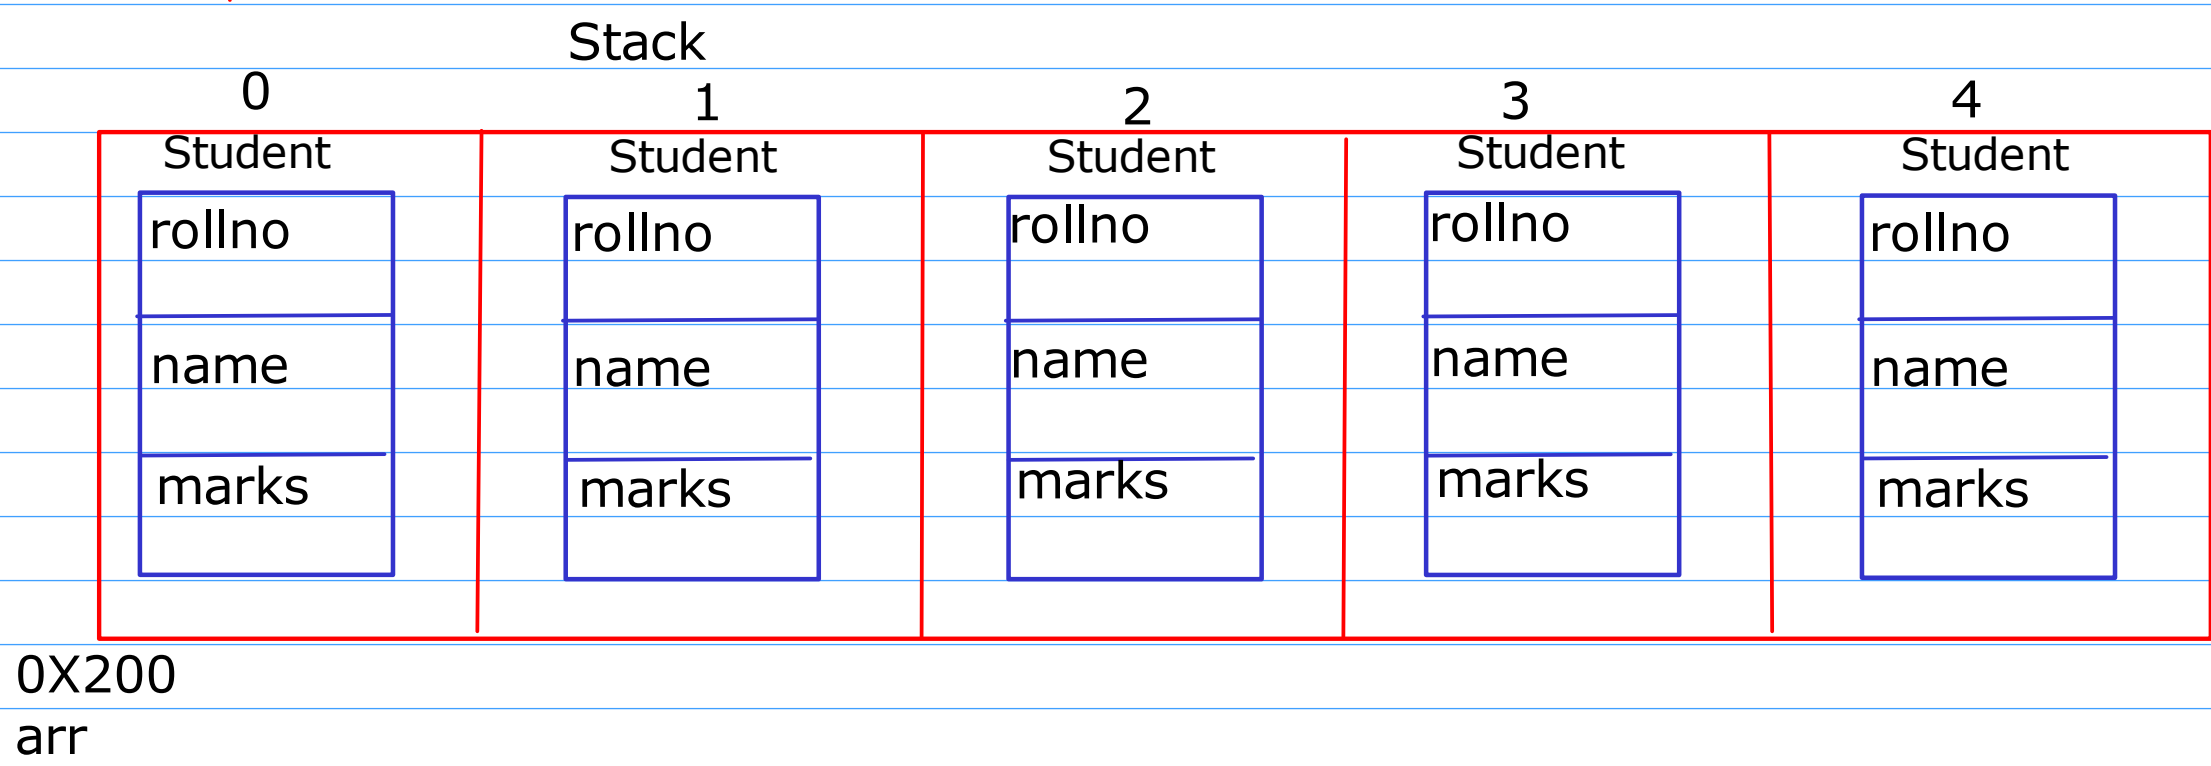 Stack
0 1 2 3 4
Student Student Student Student Student
rollno rollno rollno rollno rollno
name name name name name
marks marks marks marks marks
0X200
arr